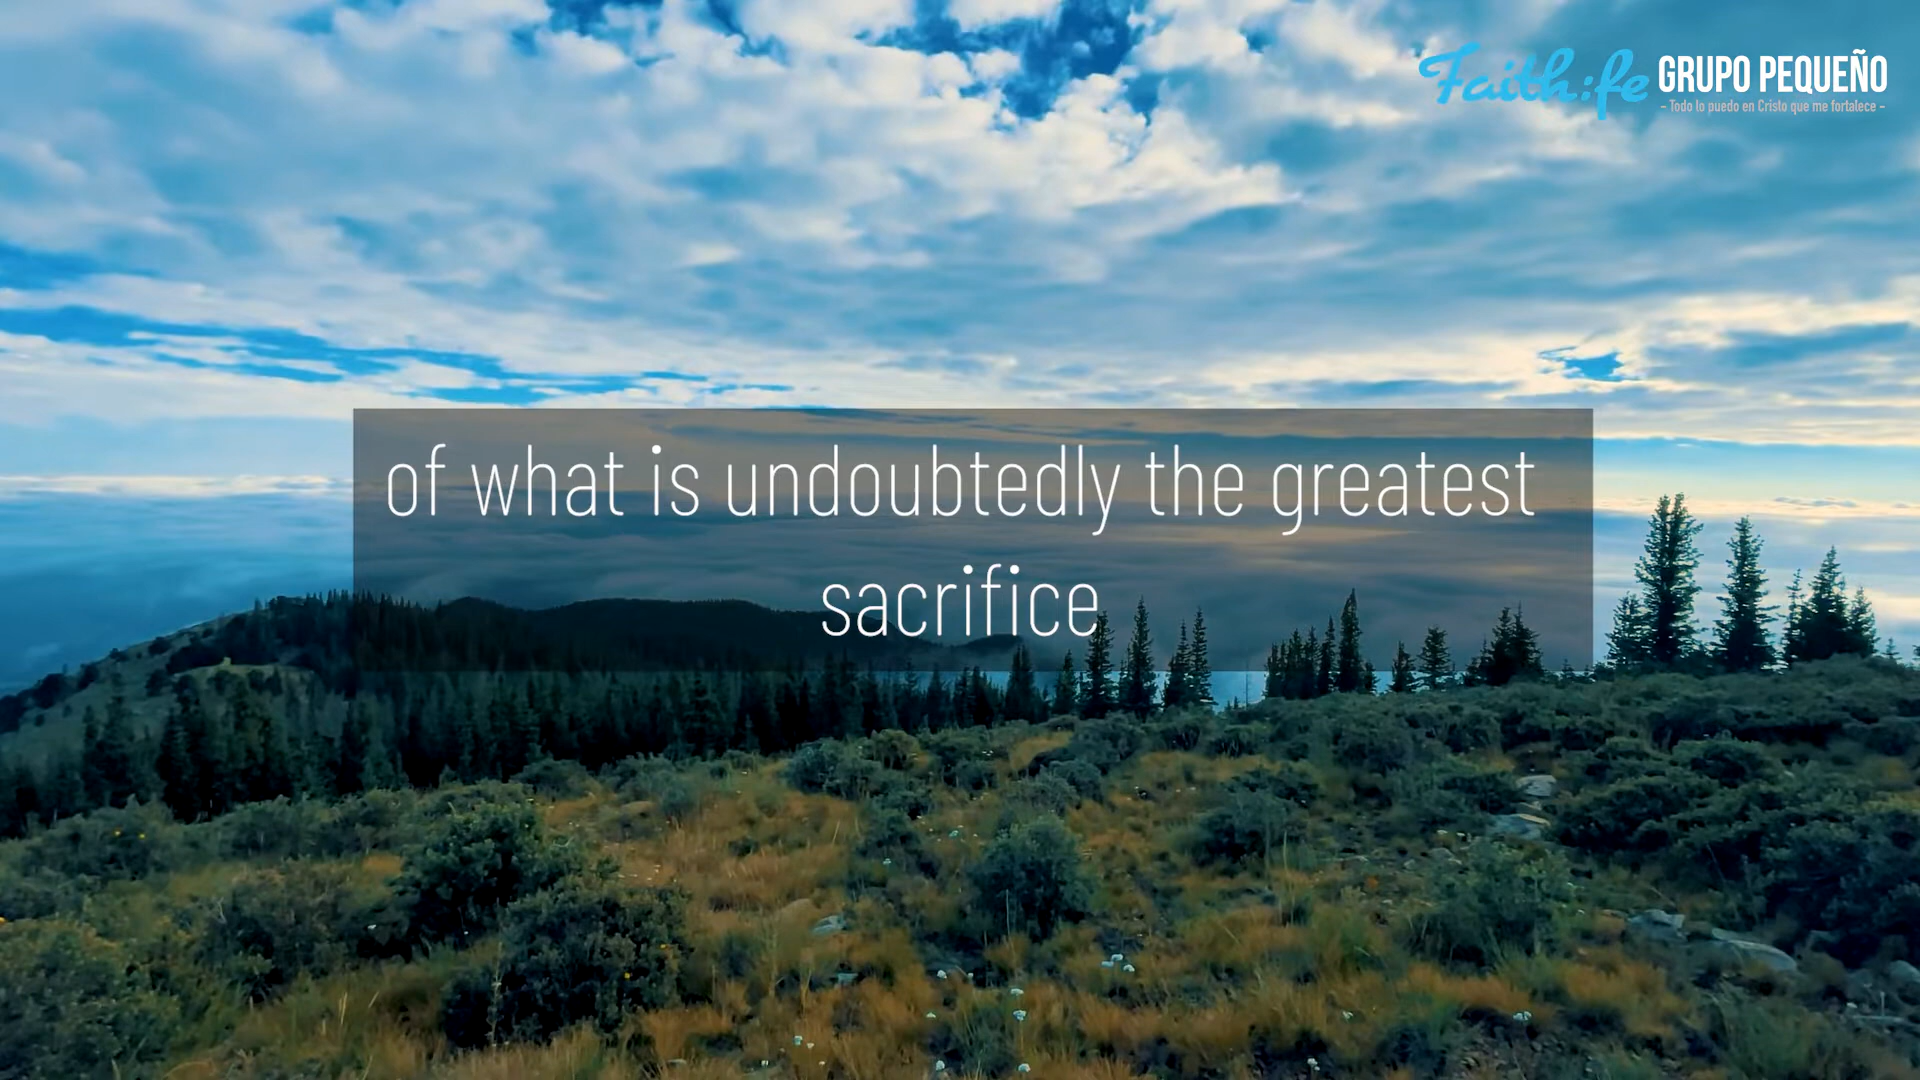 Faith:fe GRUPO PEQUEÑO
- Todo lo puedo en Cristo que me fortalece -
of what is undoubtedly the greatest
sacrifice